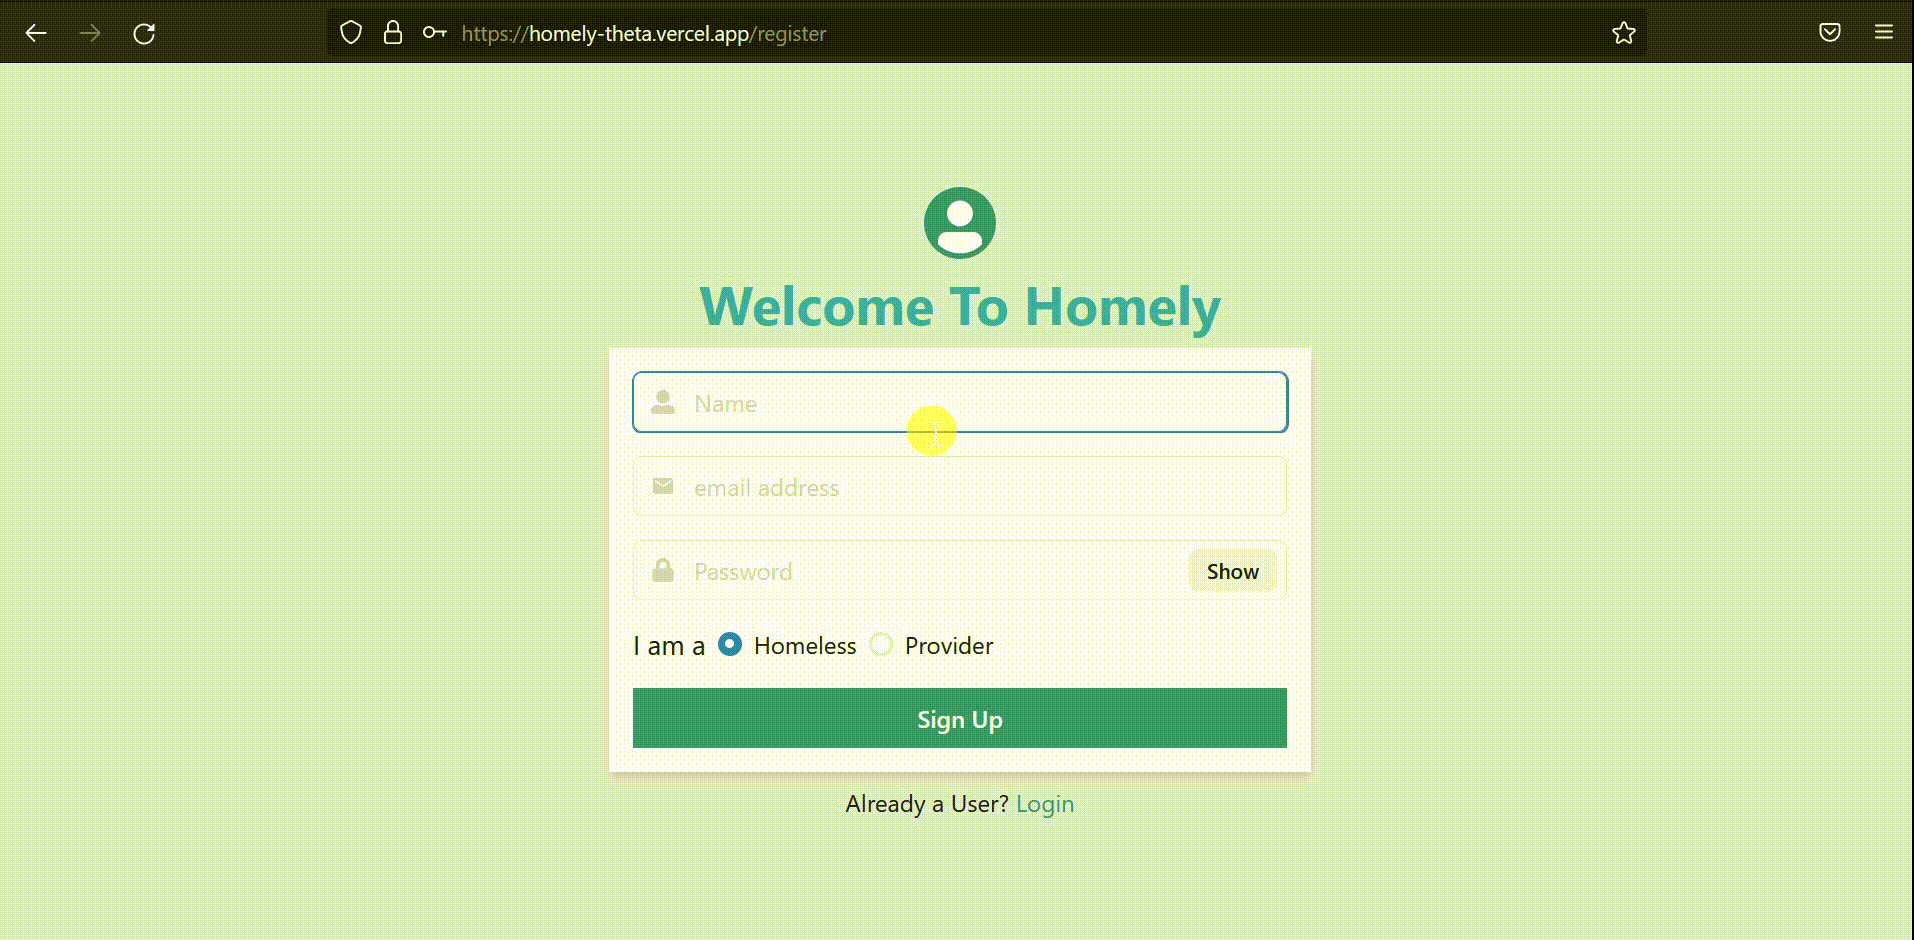 https://homely-theta.vercel.app/register
Welcome To Homely
Name
email address
Password
Show
I am a Homeless Provider
Sign Up
Already a User? Login